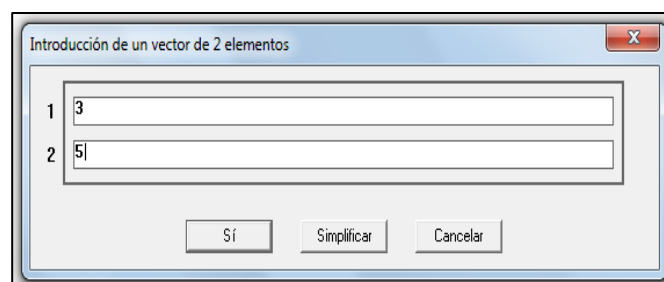 Introducción de un vector de 2 elementos
X
1 3
2 5
Sí Simplificar Cancelar